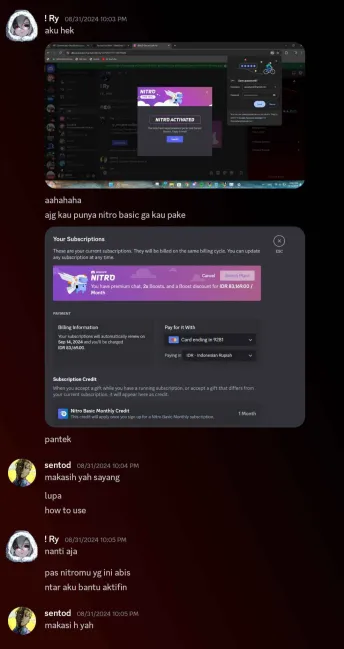 ! Ry 08/31/2024 10:03 PM
aku hek
NITRO
NITRO ACTIVATED
aahahaha
ajg kau punya nitro basic ga kau pake
Your Subscriptions
These are your current subscriptions. They will be billed on the same billing cycle. You can update any subscription at any time.
ESC
NITRO
Cancel
You have premium chat, 2x Boosts, and a Boost discount for IDR 83,169.00 / Month
PAYMENT
Billing Information
Your subscriptions will automatically renew on Sep 14, 2024 and you'll be charged IDR 83,169.00
Pay for it With
Card ending in 9281
Paying in IDR - Indonesian Rupiah
Subscription Credit
When you accept a gift while you have a running subscription, or accept a gift that differs from your current subscription, it will appear here as credit.
Nitro Basic Monthly Credit
This credit will apply once you sign up for a Nitro Basic Monthly subscription.
1 Month
pantek
sentod 08/31/2024 10:04 PM
makasih yah sayang
lupa
how to use
! Ry 08/31/2024 10:05 PM
nanti aja
pas nitromu yg ini abis
ntar aku bantu aktifin
sentod 08/31/2024 10:05 PM
makasi h yah